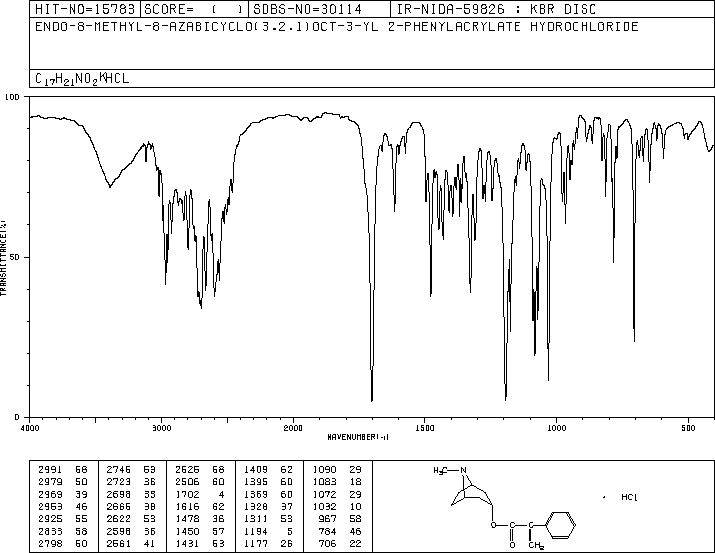 HIT-NO=15783 SCORE= ( ) SDBS-NO=30114 IR-NIDA-59826 : KBR DISC
ENDO-8-METHYL-8-AZABICYCLO(3.2.1)OCT-3-YL 2-PHENYLACRYLATE HYDROCHLORIDE
C17H21NO2*HCL
100
TRANSMITTANCE(%)
50
0
4000 3000 2000 1500 1000 500
WAVENUMBER(-1)
2991 68 2746 53 2525 68 1409 62 1090 29
2979 50 2723 36 2506 60 1395 60 1083 18
2969 39 2698 35 1702 4 1369 60 1072 29
2953 46 2665 38 1616 62 1328 37 1032 10
2925 55 2622 53 1478 36 1311 53 967 58
2833 58 2598 36 1450 57 1194 5 784 46
2798 50 2561 41 1431 53 1177 26 706 22
H3C N
HCl
O C C
O CH2